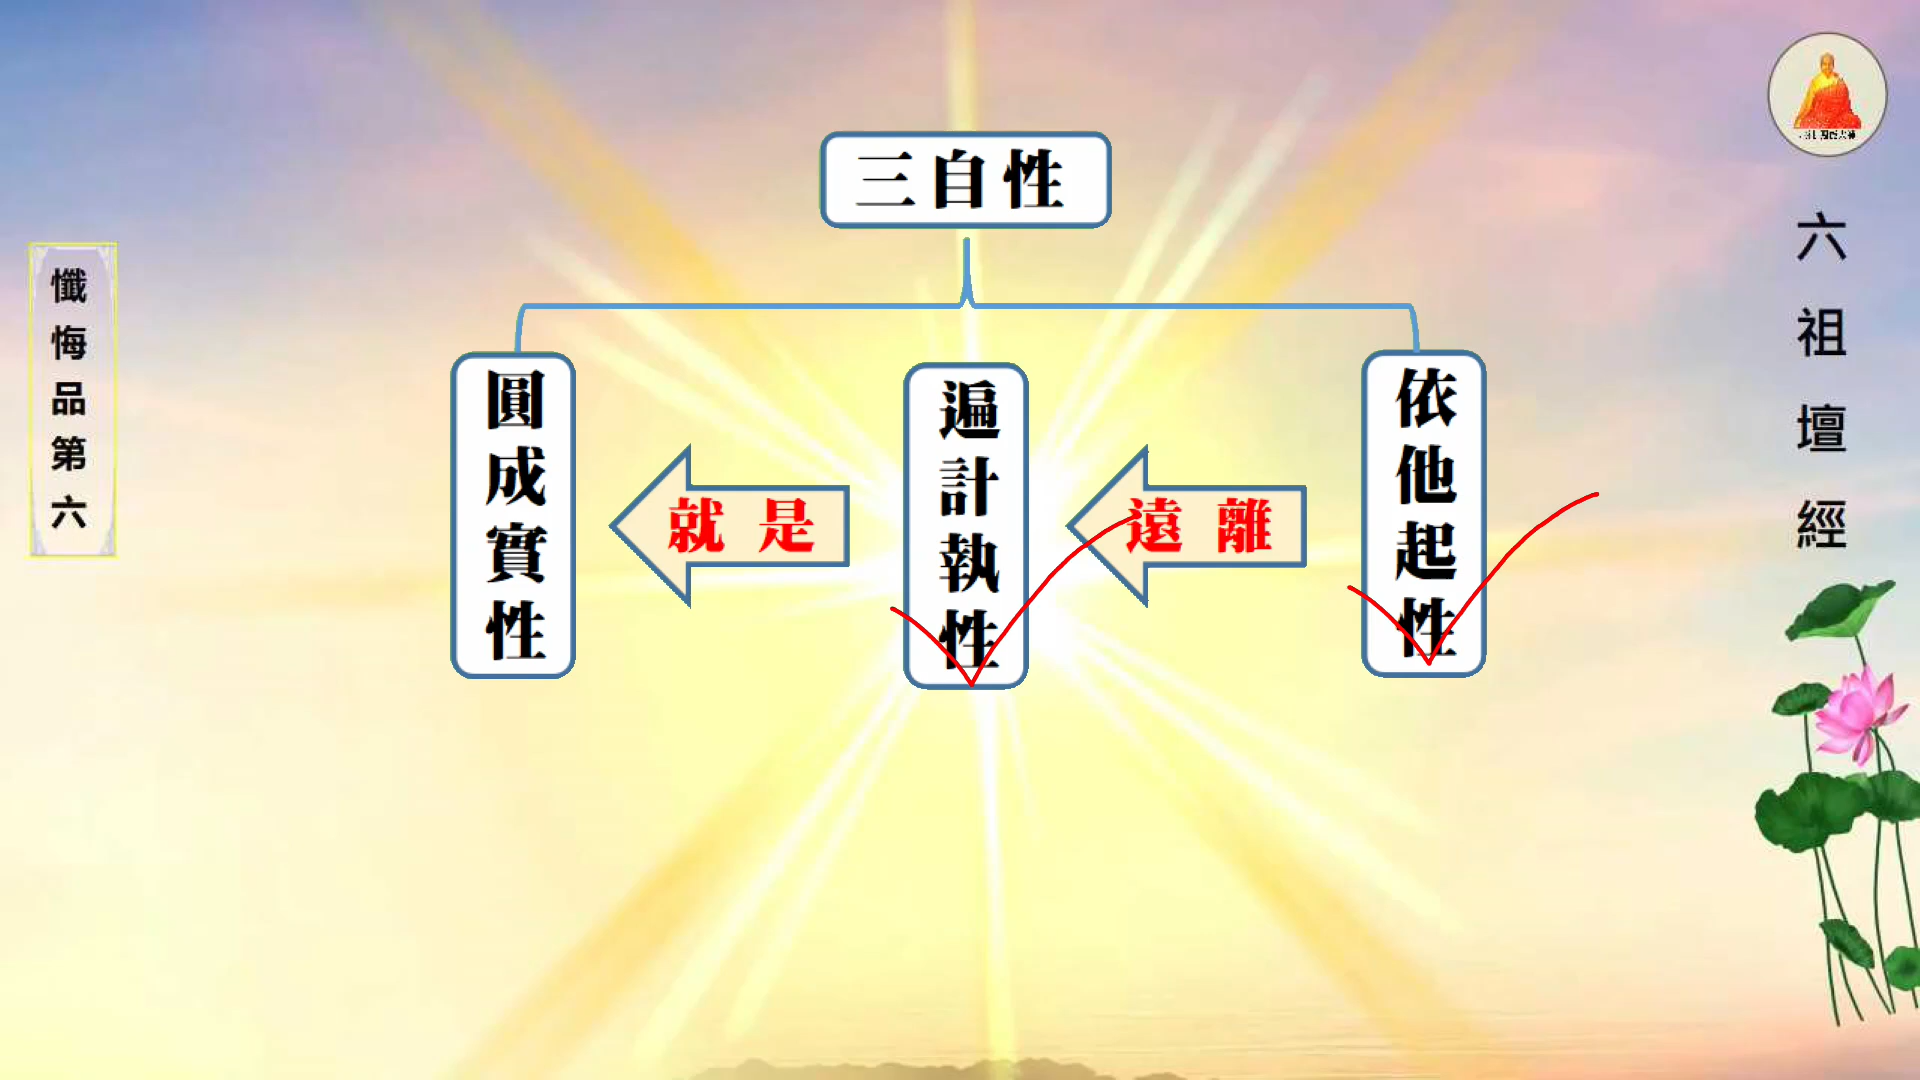 六祖壇經
三自性
依他起性
遠離
遍計執性
就是
圓成實性
懺悔品第六